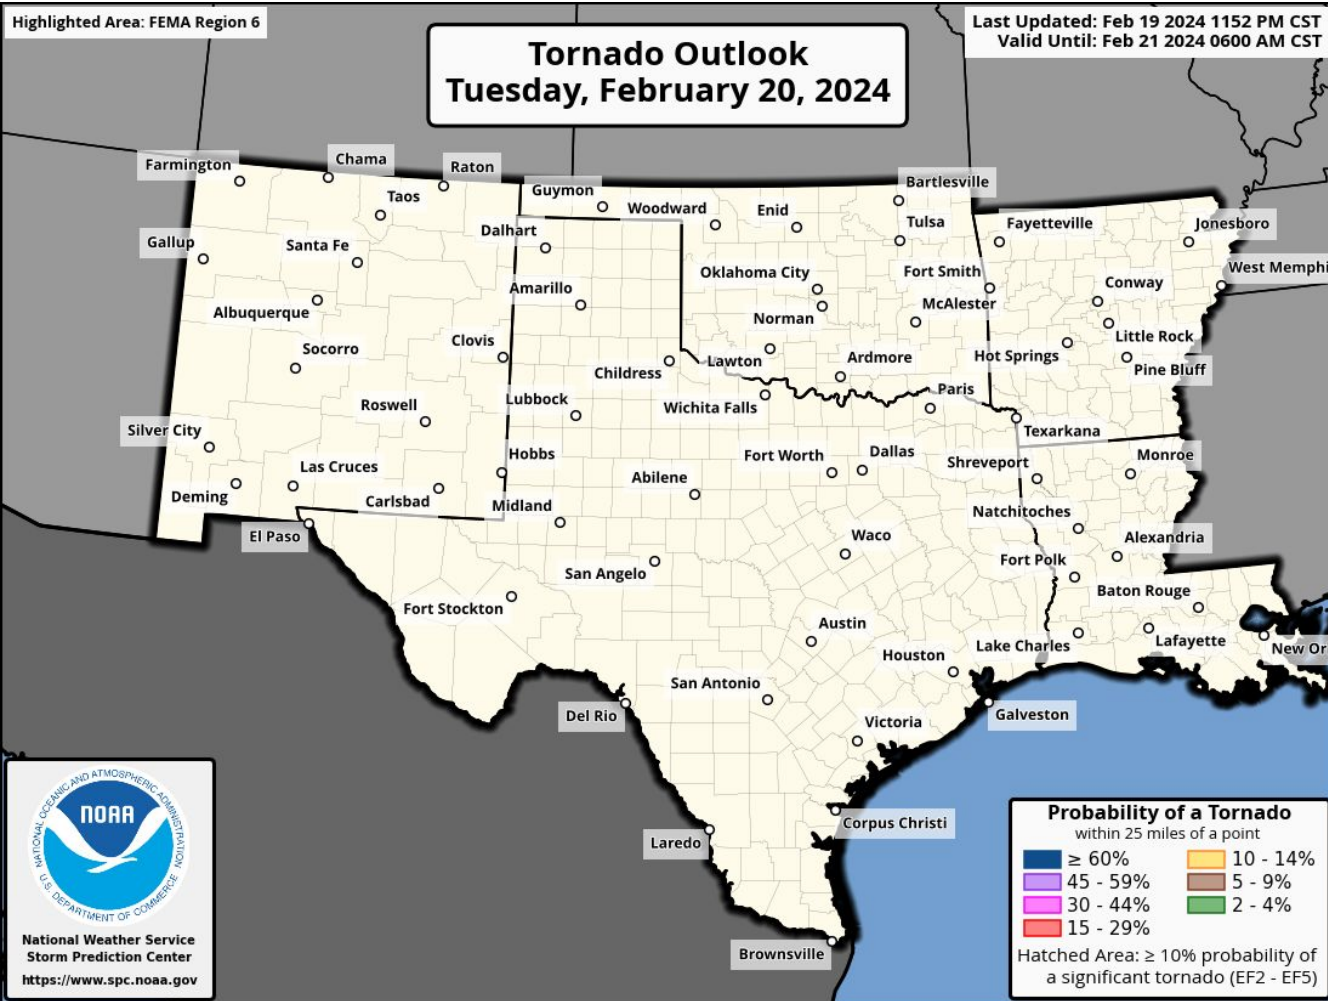 Highlighted Area: FEMA Region 6
Last Updated: Feb 19 2024 1152 PM CST
Valid Until: Feb 21 2024 0600 AM CST
Tornado Outlook
Tuesday, February 20, 2024
Farmington
Chama
Raton
Taos
Guymon
Woodward
Enid
Bartlesville
Tulsa
Fayetteville
Jonesboro
Gallup
Santa Fe
Dalhart
Oklahoma City
Fort Smith
West Memphi
Amarillo
Conway
Albuquerque
Norman
McAlester
Socorro
Clovis
Childress
Lawton
Ardmore
Hot Springs
Little Rock
Pine Bluff
Roswell
Lubbock
Wichita Falls
Paris
Silver City
Texarkana
Las Cruces
Hobbs
Fort Worth
Dallas
Shreveport
Monroe
Deming
Carlsbad
Midland
Abilene
Natchitoches
El Paso
Waco
Alexandria
San Angelo
Fort Polk
Fort Stockton
Baton Rouge
Austin
Lake Charles
Lafayette
New Or
Houston
San Antonio
Del Rio
Victoria
Galveston
Laredo
Corpus Christi
Brownsville
NATIONAL OCEANIC AND ATMOSPHERIC ADMINISTRATION
NOAA
U.S. DEPARTMENT OF COMMERCE
National Weather Service
Storm Prediction Center
https://www.spc.noaa.gov
Probability of a Tornado
within 25 miles of a point
≥ 60%
10 - 14%
45 - 59%
5 - 9%
30 - 44%
2 - 4%
15 - 29%
Hatched Area: ≥ 10% probability of
a significant tornado (EF2 - EF5)